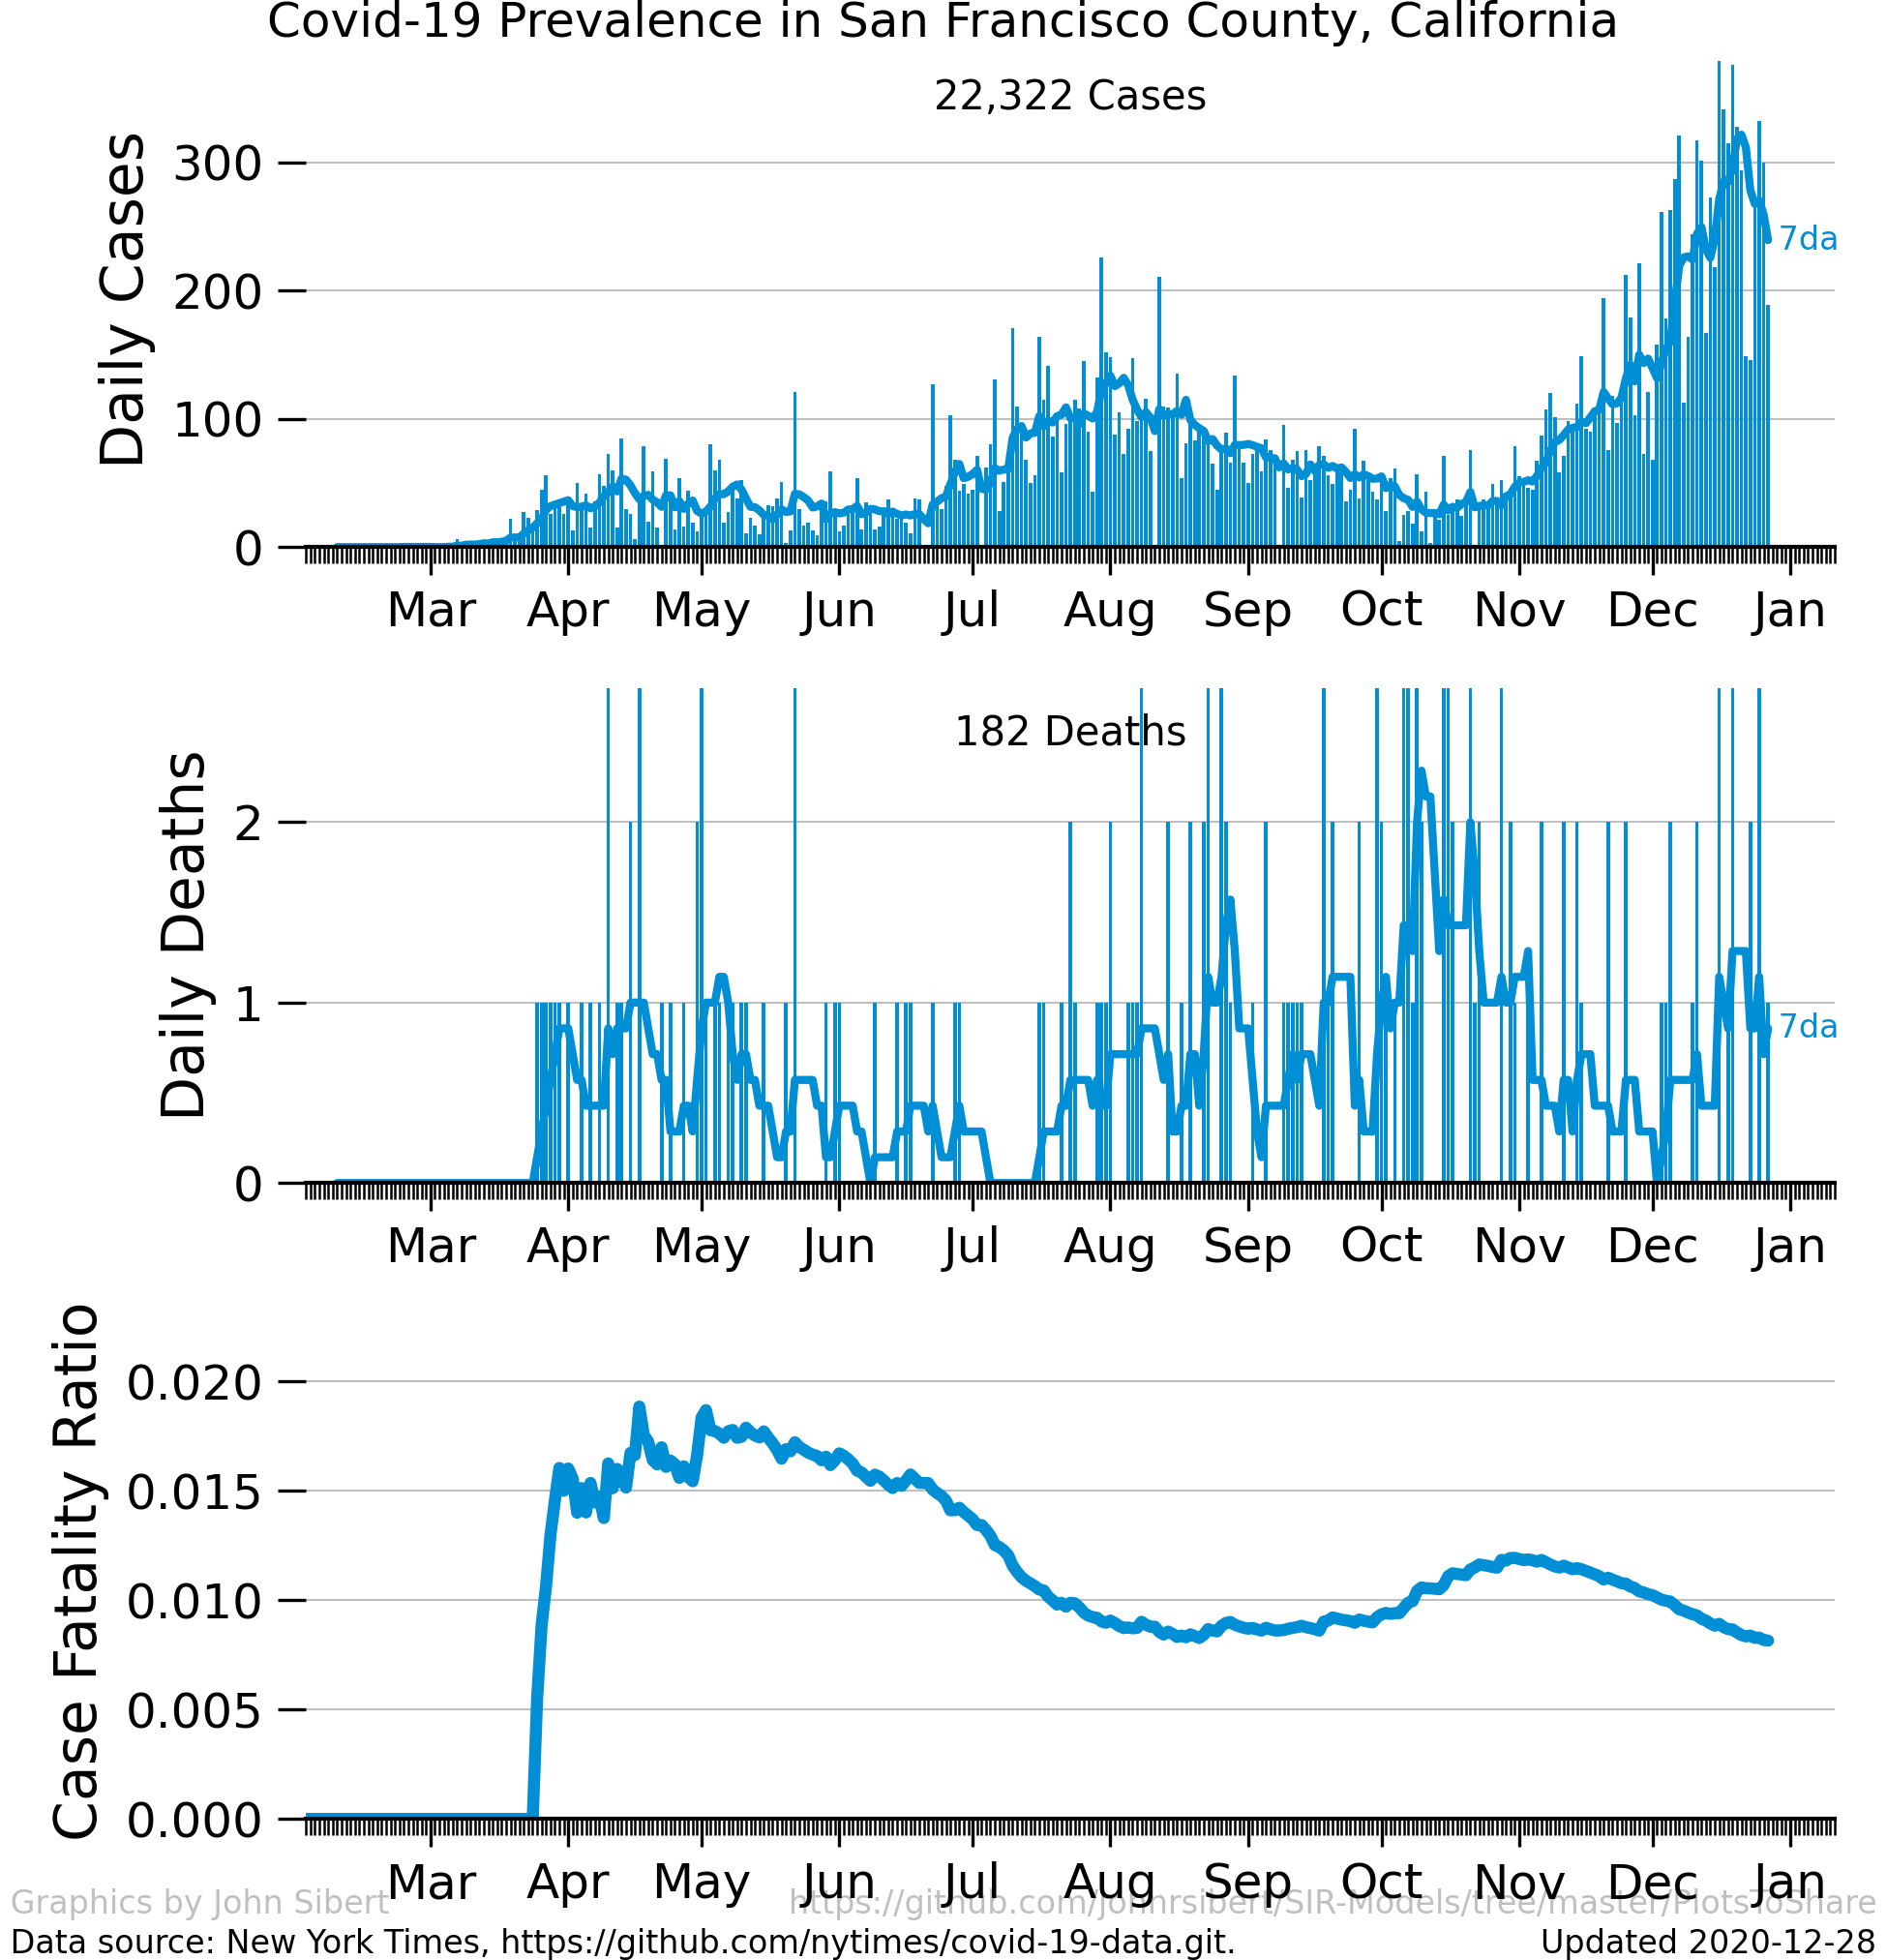 Covid-19 Prevalence in San Francisco County, California
22,322 Cases
Daily Cases
300
200
100
0
7da
Mar Apr May Jun Jul Aug Sep Oct Nov Dec Jan
182 Deaths
Daily Deaths
2
1
0
7da
Mar Apr May Jun Jul Aug Sep Oct Nov Dec Jan
Case Fatality Ratio
0.020
0.015
0.010
0.005
0.000
Mar Apr May Jun Jul Aug Sep Oct Nov Dec Jan
Graphics by John Sibert https://github.com/johnrsibert/SIR-Models/tree/master/PlotsToShare
Data source: New York Times, https://github.com/nytimes/covid-19-data.git. Updated 2020-12-28